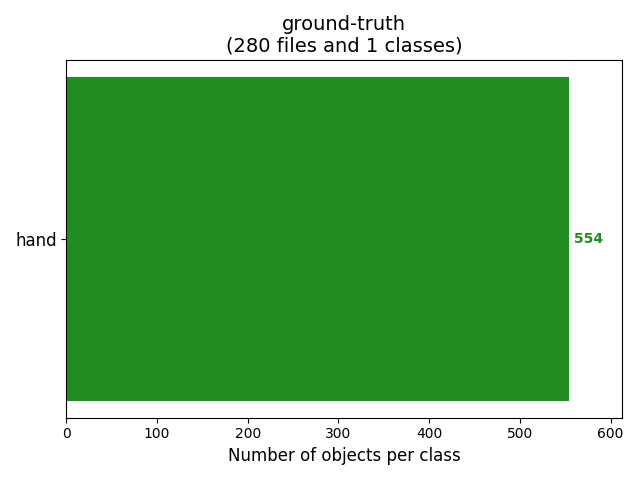 ground-truth
(280 files and 1 classes)
hand
554
0 100 200 300 400 500 600
Number of objects per class